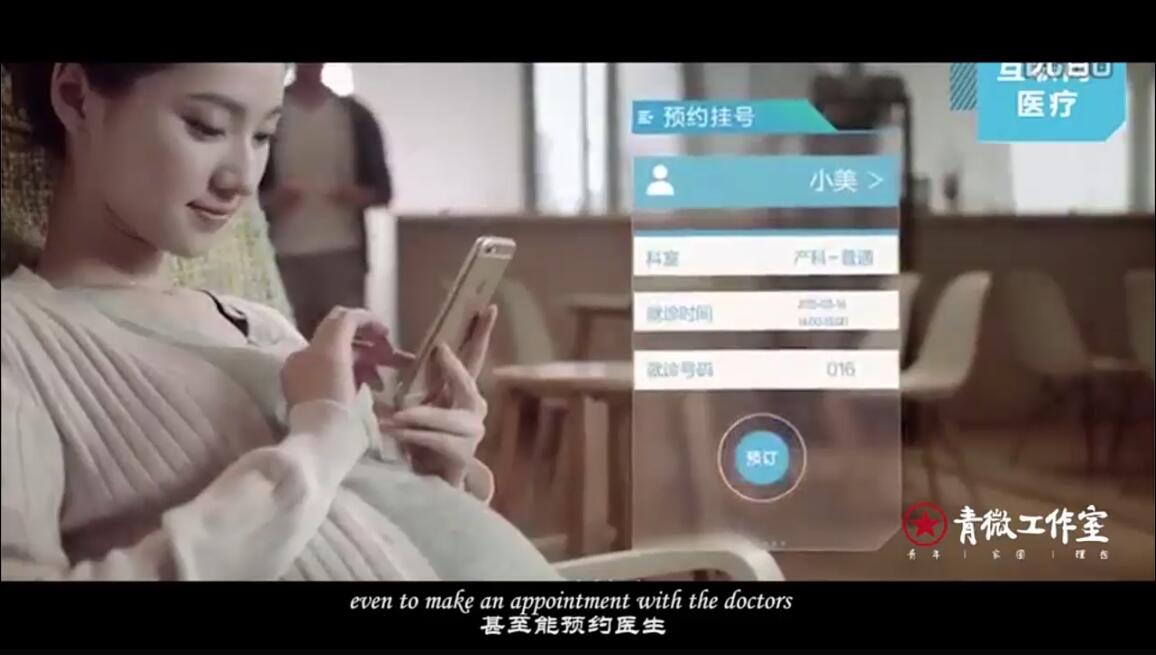 医疗
预约挂号
小美 >
科室 产科-普通
就诊时间
就诊号码 016
预订
青微工作室
even to make an appointment with the doctors
甚至能预约医生